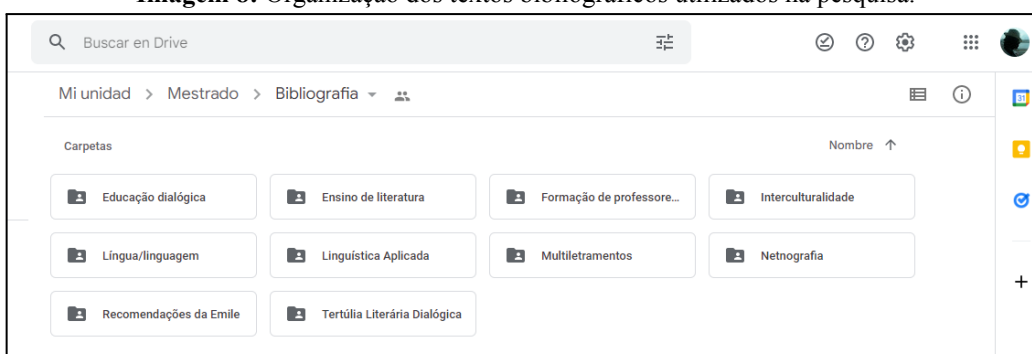 Imagem 6: Organização dos textos bibliográficos utilizados na pesquisa.
Buscar en Drive
Mi unidad > Mestrado > Bibliografia
Carpetas
Nombre
Educação dialógica
Ensino de literatura
Formação de professore...
Interculturalidade
Língua/linguagem
Linguística Aplicada
Multiletramentos
Netnografia
Recomendações da Emile
Tertúlia Literária Dialógica
31